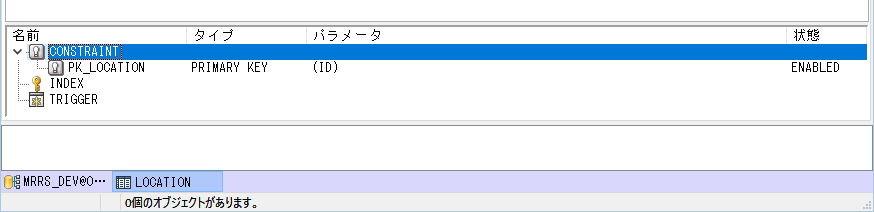 名前 タイプ パラメータ 状態
CONSTRAINT
PK_LOCATION PRIMARY KEY (ID) ENABLED
INDEX
TRIGGER
MRRS_DEV@O… LOCATION
0個のオブジェクトがあります。